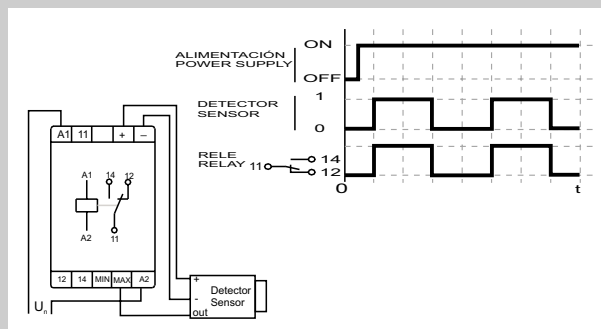 ALIMENTACIÓN
POWER SUPPLY
ON
OFF
DETECTOR
SENSOR
1
0
RELE
RELAY
11
14
12
O
t
A1 11 + –
A1
14
12
A2
11
12 14 MIN MAX A2
Un
+
-
out
Detector
Sensor